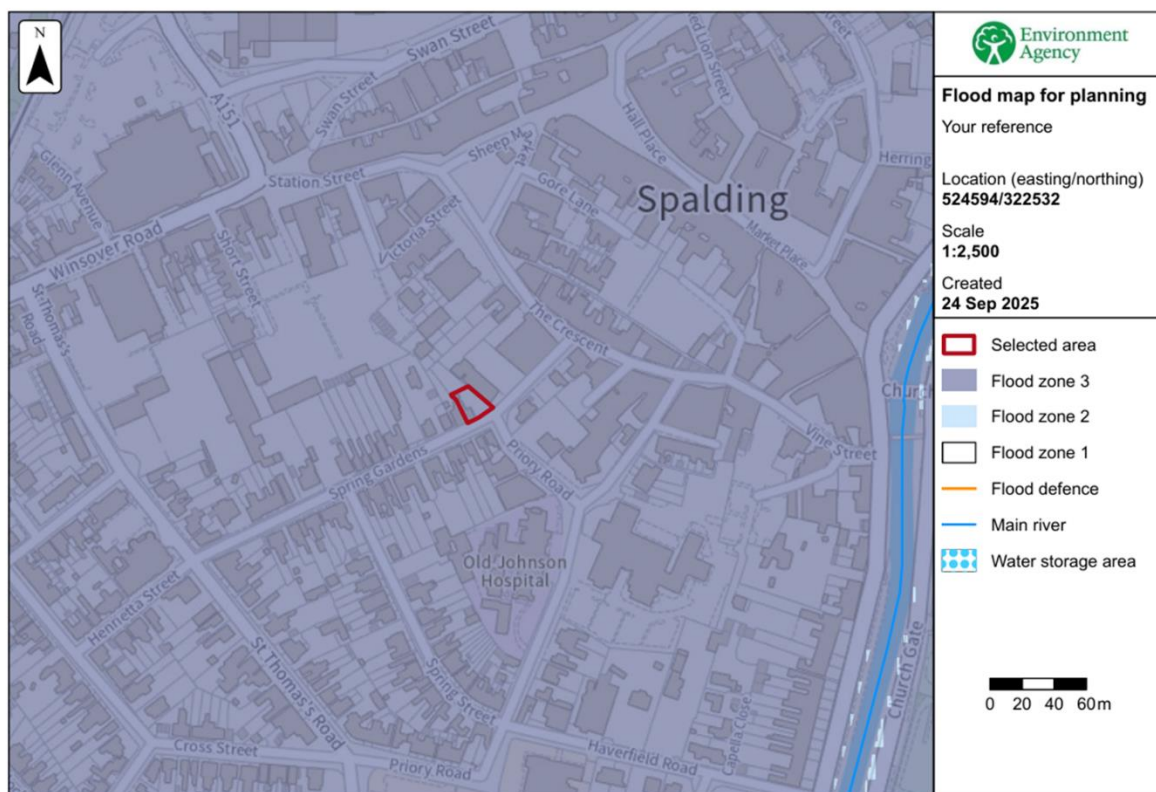 N
Swan Street
A151
Swan Street
Red Lion Street
Hall Place
Sheep Market
Herring
Glenn Avenue
Station Street
Gore Lane
Spalding
Victoria Street
Market Place
Winsover Road
Short Street
St Thomas's
Road
The Crescent
Church
Vine Street
Spring Gardens
Priory Road
Old Johnson
Hospital
Henrietta Street
St Thomas's Road
Spring Street
Church Gate
Capella Close
Haverfield Road
Cross Street
Priory Road
Environment
Agency
Flood map for planning
Your reference
Location (easting/northing)
524594/322532
Scale
1:2,500
Created
24 Sep 2025
Selected area
Flood zone 3
Flood zone 2
Flood zone 1
Flood defence
Main river
Water storage area
0 20 40 60m